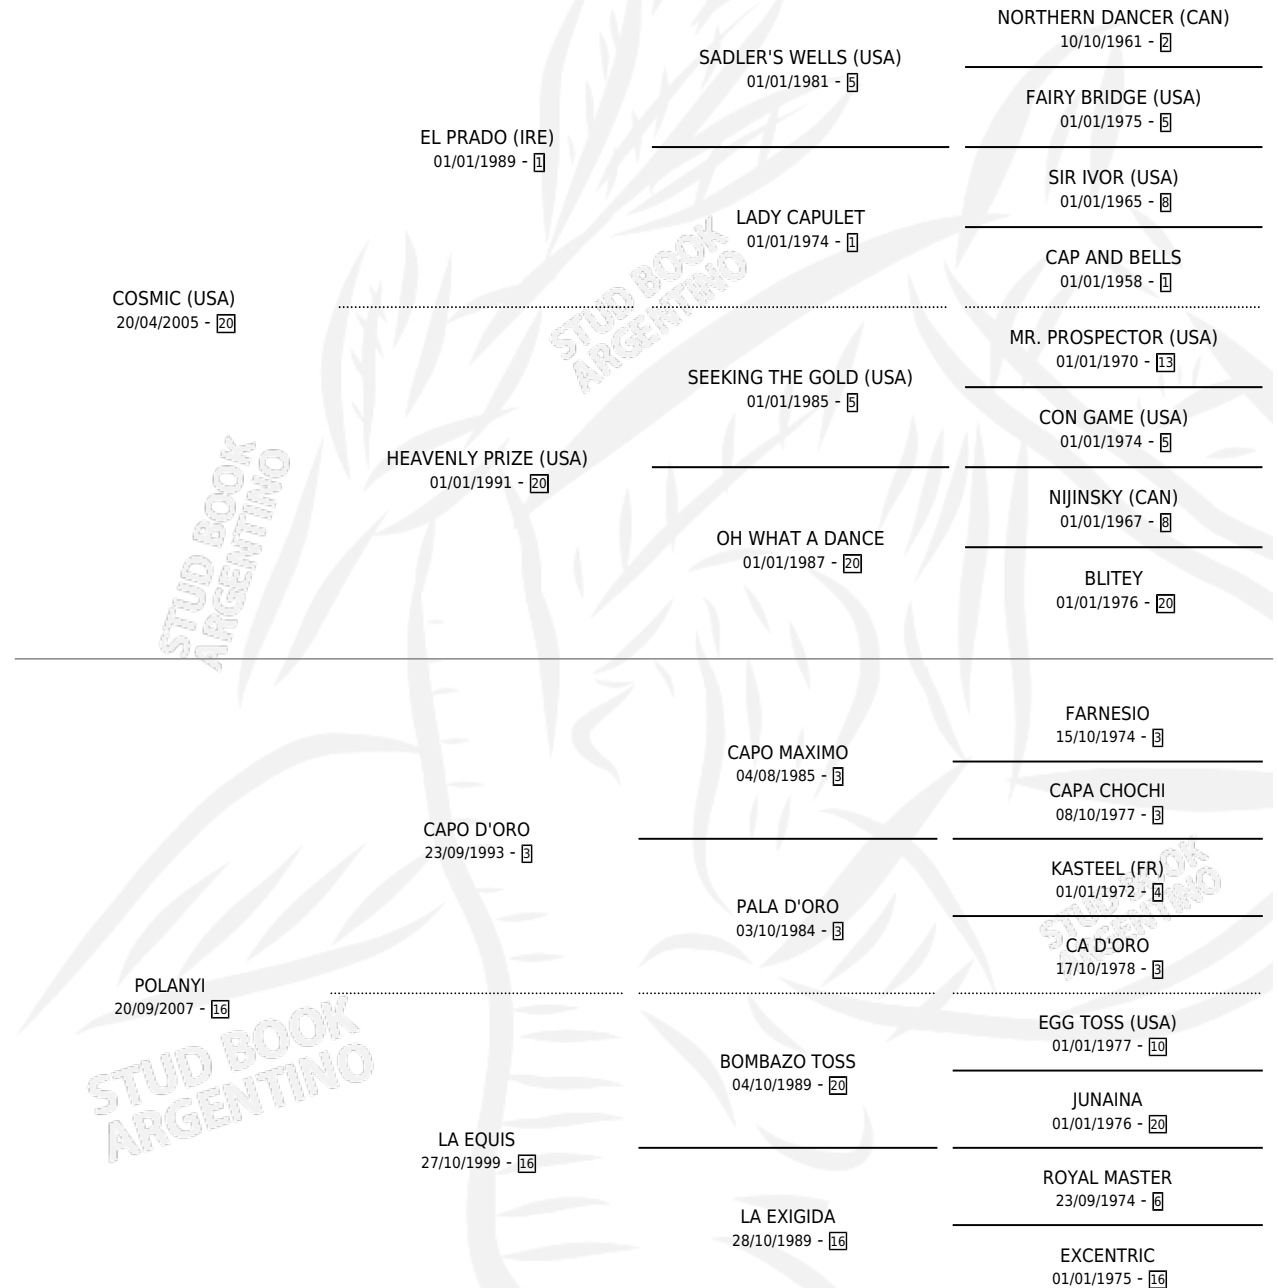 NORTHERN DANCER (CAN)
10/10/1961 - 2
SADLER'S WELLS (USA)
01/01/1981 - 5
FAIRY BRIDGE (USA)
01/01/1975 - 5
EL PRADO (IRE)
01/01/1989 - 1
SIR IVOR (USA)
01/01/1965 - 8
LADY CAPULET
01/01/1974 - 1
CAP AND BELLS
01/01/1958 - 1
COSMIC (USA)
20/04/2005 - 20
MR. PROSPECTOR (USA)
01/01/1970 - 13
SEEKING THE GOLD (USA)
01/01/1985 - 5
CON GAME (USA)
01/01/1974 - 5
HEAVENLY PRIZE (USA)
01/01/1991 - 20
NIJINSKY (CAN)
01/01/1967 - 8
OH WHAT A DANCE
01/01/1987 - 20
BLITEY
01/01/1976 - 20
FARNESIO
15/10/1974 - 3
CAPO MAXIMO
04/08/1985 - 3
CAPA CHOCHI
08/10/1977 - 3
CAPO D'ORO
23/09/1993 - 3
KASTEEL (FR)
01/01/1972 - 4
PALA D'ORO
03/10/1984 - 3
CA D'ORO
17/10/1978 - 3
POLANYI
20/09/2007 - 16
EGG TOSS (USA)
01/01/1977 - 10
BOMBAZO TOSS
04/10/1989 - 20
JUNAINA
01/01/1976 - 20
LA EQUIS
27/10/1999 - 16
ROYAL MASTER
23/09/1974 - 6
LA EXIGIDA
28/10/1989 - 16
EXCENTRIC
01/01/1975 - 16
STUD BOOK
ARGENTINO
STUD BOOK
ARGENTINO
STUD BOOK
ARGENTINO
STUD BOOK
ARGENTINO